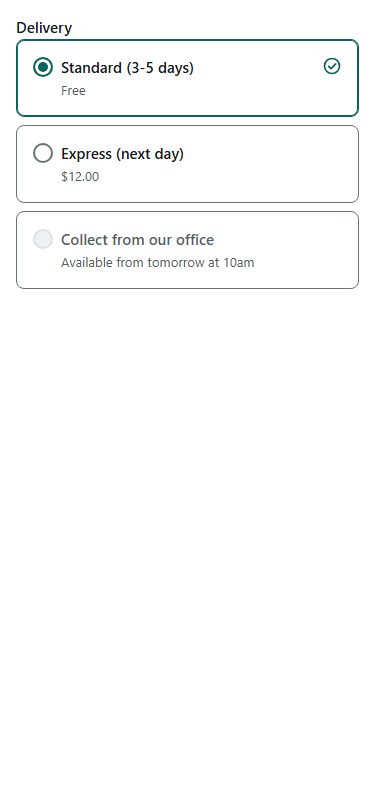 Delivery
Standard (3-5 days)
Free
Express (next day)
$12.00
Collect from our office
Available from tomorrow at 10am